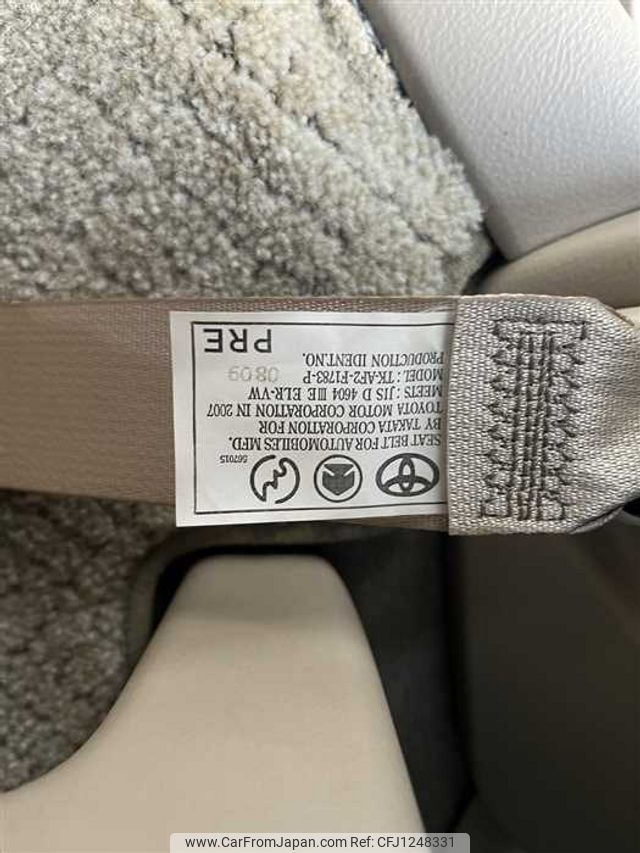 567015
SEAT BELT FOR AUTOMOBILES MFD.
BY TAKATA CORPORATION FOR
TOYOTA MOTOR CORPORATION IN 2007
MEETS : JIS D 4604 ⅢE ELR-VW
MODEL : TK-AF2-F1783-P
PRODUCTION IDENT.NO. 0809
PRE
www.CarFromJapan.com Ref:CFJ1248331